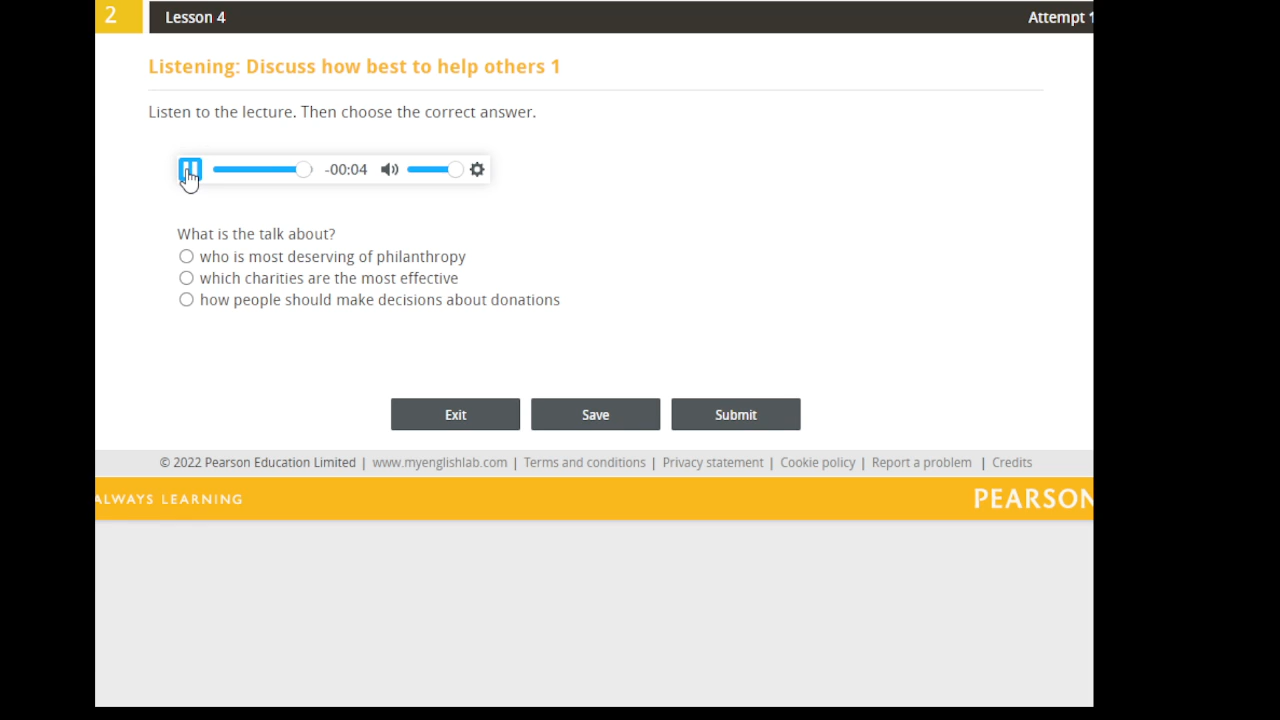 2
Lesson 4
Attempt 1
Listening: Discuss how best to help others 1
Listen to the lecture. Then choose the correct answer.
-00:04
What is the talk about?
who is most deserving of philanthropy
which charities are the most effective
how people should make decisions about donations
Exit Save Submit
© 2022 Pearson Education Limited | www.myenglishlab.com | Terms and conditions | Privacy statement | Cookie policy | Report a problem | Credits
ALWAYS LEARNING
PEARSON